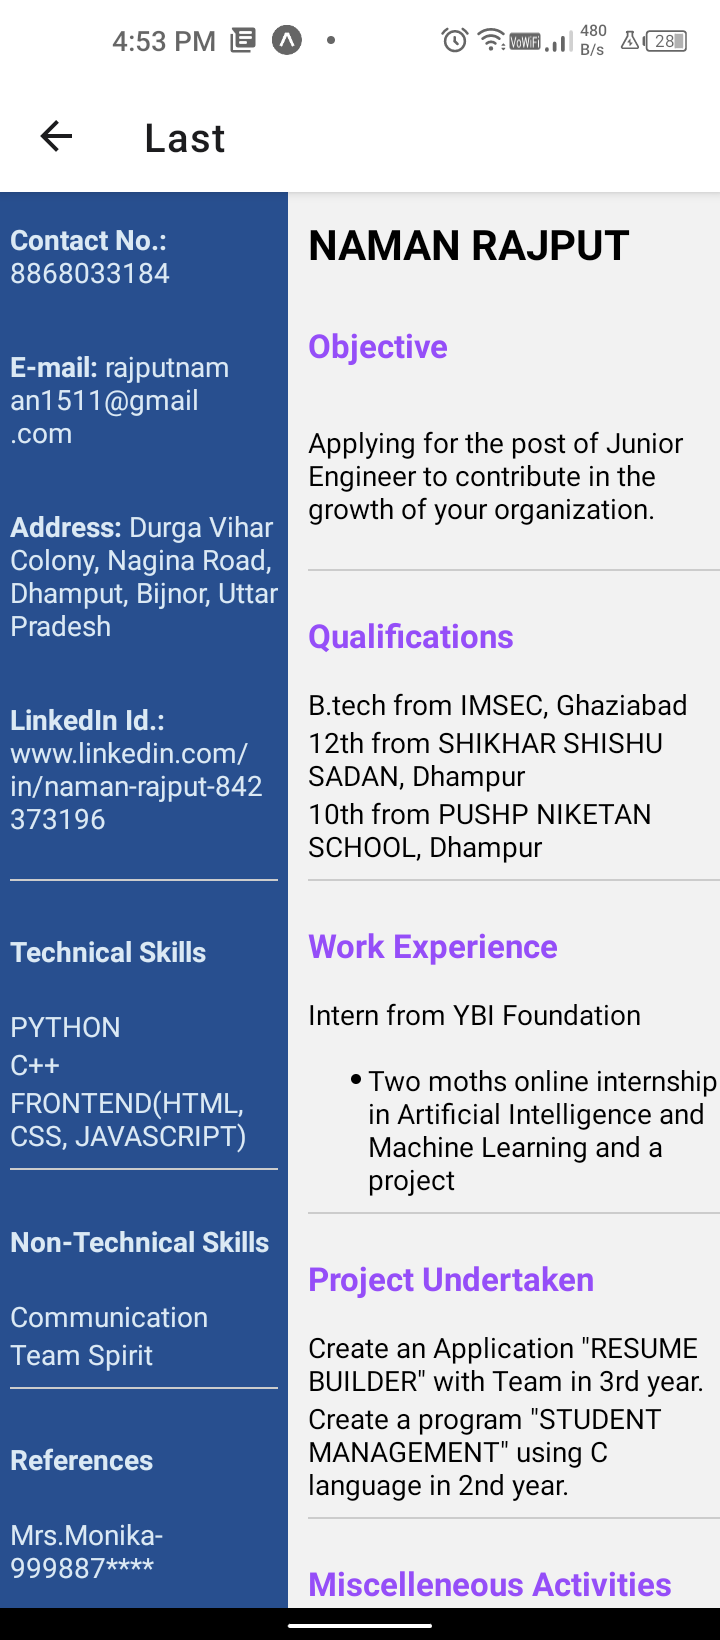 4:53 PM
VoWiFi
480
B/s
28
Last
Contact No.:
8868033184
E-mail: rajputnam
an1511@gmail
.com
Address: Durga Vihar
Colony, Nagina Road,
Dhamput, Bijnor, Uttar
Pradesh
LinkedIn Id.:
www.linkedin.com/
in/naman-rajput-842
373196
Technical Skills
PYTHON
C++
FRONTEND(HTML,
CSS, JAVASCRIPT)
Non-Technical Skills
Communication
Team Spirit
References
Mrs.Monika-
999887****
NAMAN RAJPUT
Objective
Applying for the post of Junior
Engineer to contribute in the
growth of your organization.
Qualifications
B.tech from IMSEC, Ghaziabad
12th from SHIKHAR SHISHU
SADAN, Dhampur
10th from PUSHP NIKETAN
SCHOOL, Dhampur
Work Experience
Intern from YBI Foundation
• Two moths online internship
in Artificial Intelligence and
Machine Learning and a
project
Project Undertaken
Create an Application "RESUME
BUILDER" with Team in 3rd year.
Create a program "STUDENT
MANAGEMENT" using C
language in 2nd year.
Miscelleneous Activities